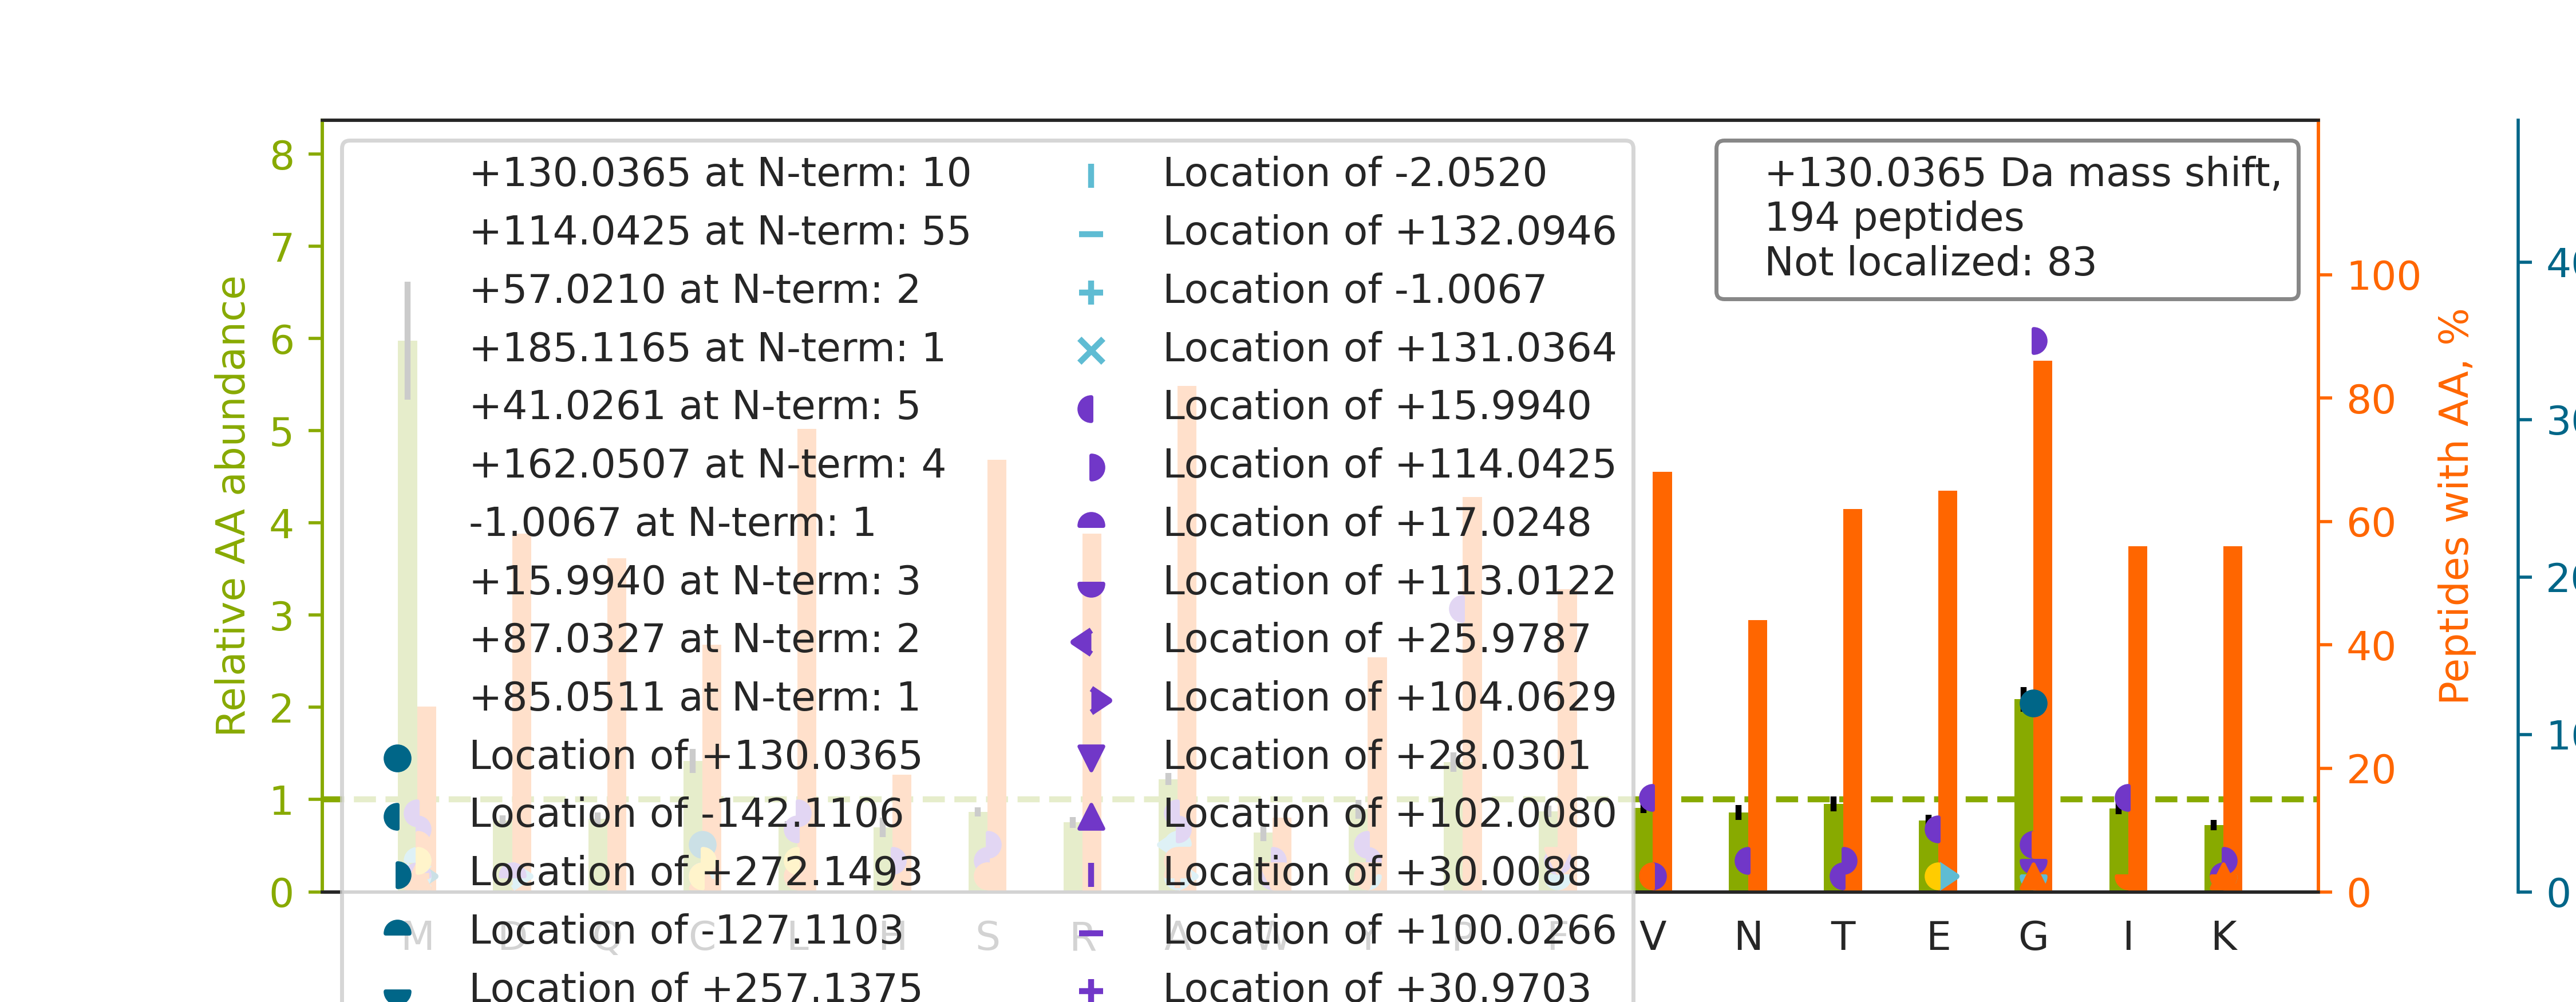 +130.0365 at N-term: 10
+114.0425 at N-term: 55
+57.0210 at N-term: 2
+185.1165 at N-term: 1
+41.0261 at N-term: 5
+162.0507 at N-term: 4
-1.0067 at N-term: 1
+15.9940 at N-term: 3
+87.0327 at N-term: 2
+85.0511 at N-term: 1
Location of +130.0365
Location of -142.1106
Location of +272.1493
Location of -127.1103
Location of +257.1375
Location of -2.0520
Location of +132.0946
Location of -1.0067
Location of +131.0364
Location of +15.9940
Location of +114.0425
Location of +17.0248
Location of +113.0122
Location of +25.9787
Location of +104.0629
Location of +28.0301
Location of +102.0080
Location of +30.0088
Location of +100.0266
Location of +30.9703
+130.0365 Da mass shift,
194 peptides
Not localized: 83
Relative AA abundance
8
7
6
5
4
3
2
1
0
M D Q C L H S R A W Y P F V N T E G I K
100
80
60
40
20
0
Peptides with AA, %
0